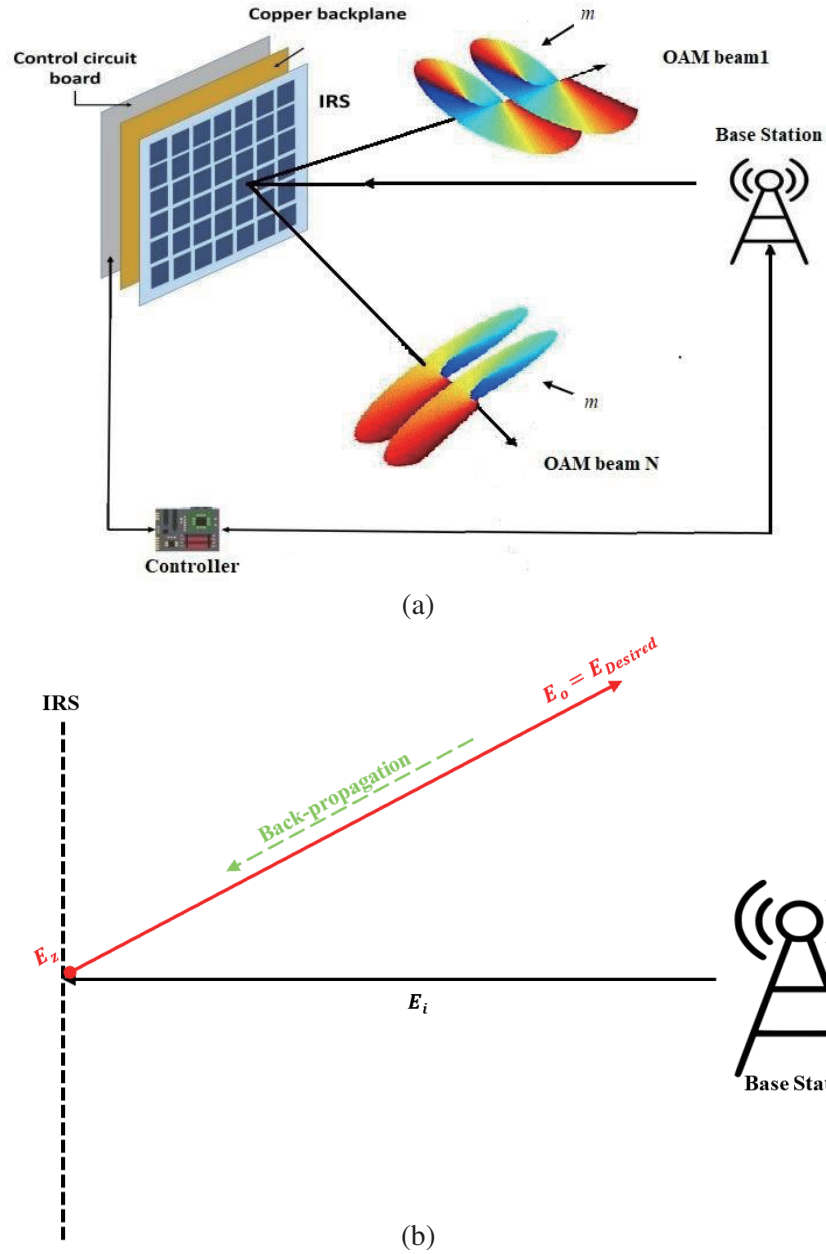 Copper backplane
Control circuit
board
IRS
m
OAM beam1
Base Station
m
OAM beam N
Controller
(a)
E_o = E_Desired
IRS
Back-propagation
E_z
E_i
Base Stat
(b)